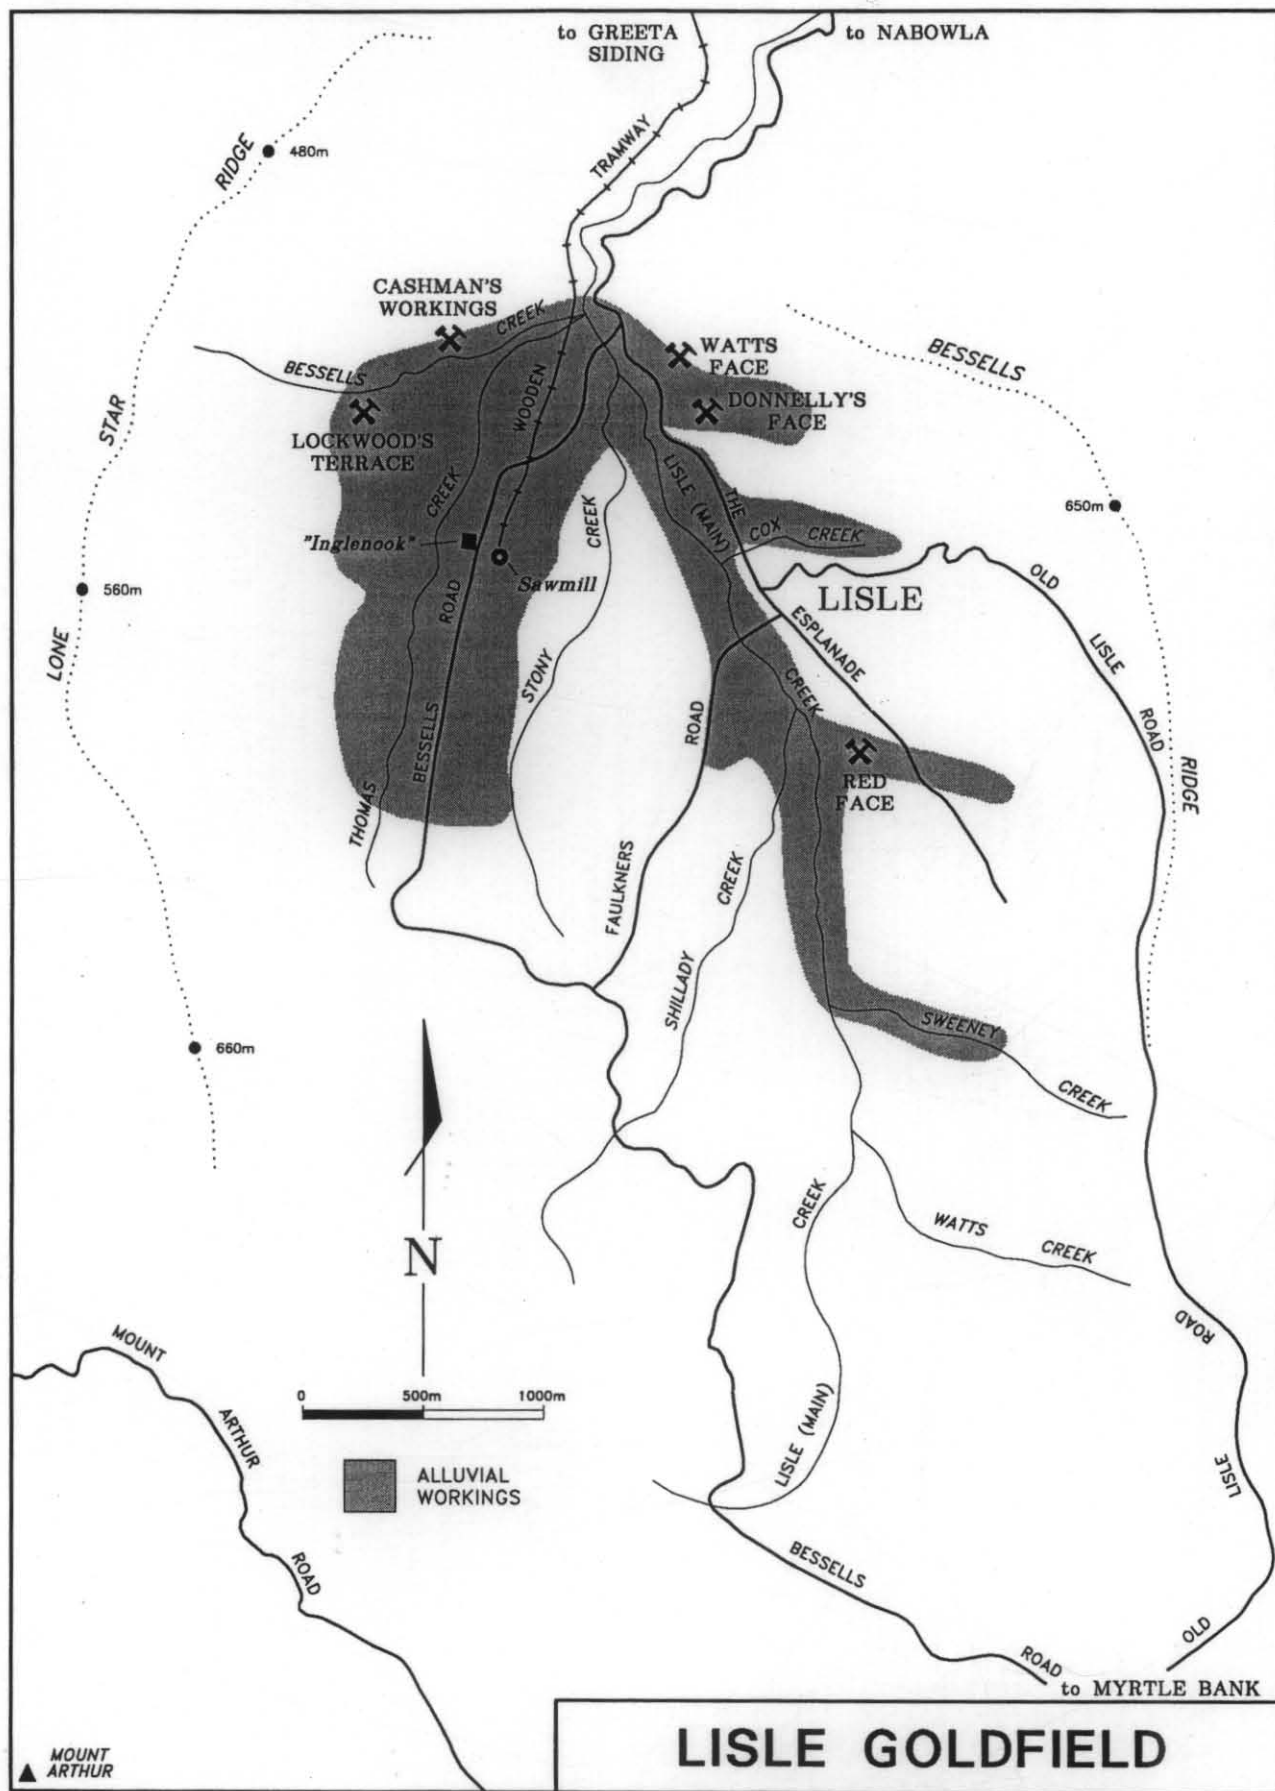 to GREETA
SIDING
to NABOWLA
TRAMWAY
RIDGE
480m
CASHMAN'S
WORKINGS
CREEK
BESSELLS
WATTS
FACE
BESSELLS
STAR
LOCKWOOD'S
TERRACE
WOODEN
DONNELLY'S
FACE
CREEK
LISLE (MAIN)
THE
COX
CREEK
650m
"Inglenook"
CREEK
Sawmill
560m
ROAD
LISLE
OLD
LISLE
ROAD
ESPLANADE
LONE
STONY
CREEK
BESSELLS
ROAD
RIDGE
RED
FACE
THOMAS
FAULKNERS
CREEK
SHILLADY
SWEENEY
660m
CREEK
CREEK
WATTS
CREEK
N
MOUNT
ROAD
0
500m
1000m
ARTHUR
LISLE (MAIN)
LISLE
ALLUVIAL
WORKINGS
ROAD
BESSELLS
OLD
ROAD
to MYRTLE BANK
MOUNT
ARTHUR
LISLE GOLDFIELD